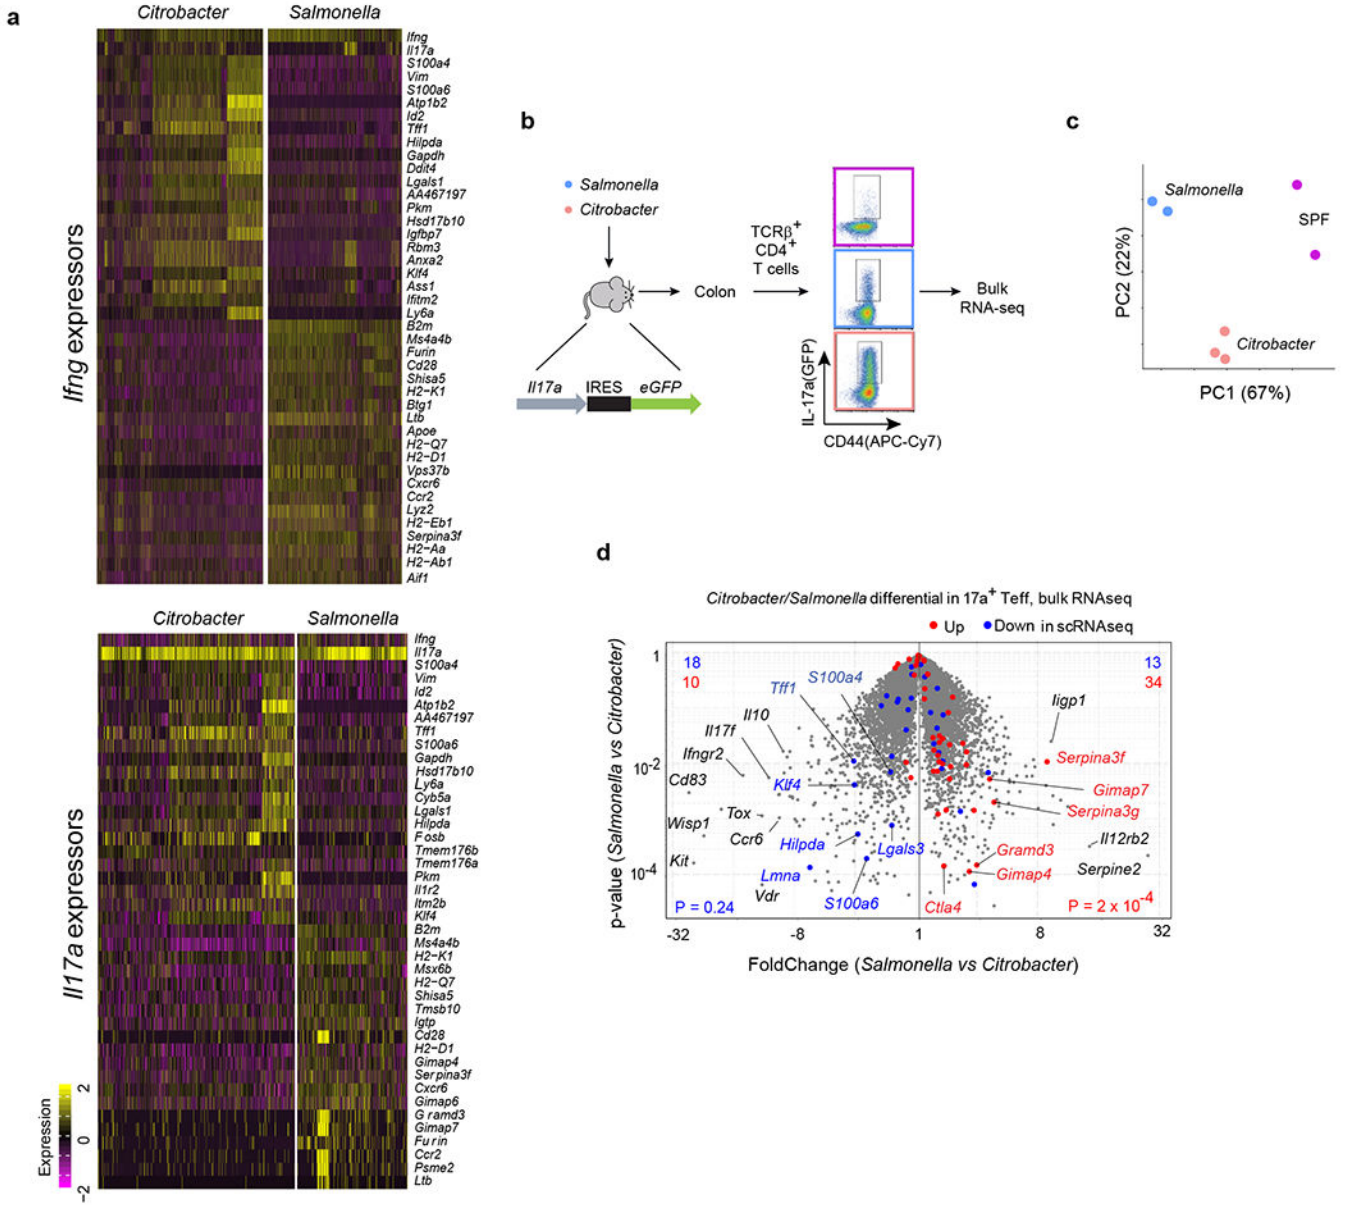 a
Citrobacter
Salmonella
Ifng expressors
Ifng
Il17a
S100a4
Vim
S100a6
Atp1b2
Id2
Tff1
Hilpda
Gapdh
Ddit4
Lgals1
AA467197
Pkm
Hsd17b10
Igfbp7
Rbm3
Anxa2
Klf4
Ass1
Ifitm2
Ly6a
B2m
Ms4a4b
Furin
Cd28
Shisa5
H2−K1
Btg1
Ltb
Apoe
H2−Q7
H2−D1
Vps37b
Cxcr6
Ccr2
Lyz2
H2−Eb1
Serpina3f
H2−Aa
H2−Ab1
Aif1
Citrobacter
Salmonella
Il17a expressors
Ifng
Il17a
S100a4
Vim
Id2
Atp1b2
AA467197
Tff1
S100a6
Gapdh
Hsd17b10
Ly6a
Cyb5a
Lgals1
Hilpda
Fosb
Tmem176b
Tmem176a
Pkm
Il1r2
Itm2b
Klf4
B2m
Ms4a4b
H2−K1
Msx6b
H2−Q7
Shisa5
Tmsb10
Igtp
Cd28
H2−D1
Gimap4
Serpina3f
Cxcr6
Gimap6
Gramd3
Gimap7
Furin
Ccr2
Psme2
Ltb
Expression
2
0
−2
b
Salmonella
Citrobacter
Colon
TCRβ+
CD4+
T cells
Bulk
RNA-seq
Il17a
IRES
eGFP
IL-17a(GFP)
CD44(APC-Cy7)
c
Salmonella
SPF
Citrobacter
PC2 (22%)
PC1 (67%)
d
Citrobacter/Salmonella differential in 17a+ Teff, bulk RNAseq
Up
Down in scRNAseq
p-value (Salmonella vs Citrobacter)
1
10-2
10-4
18
10
13
34
Tff1
S100a4
Il10
Il17f
Ifngr2
Cd83
Klf4
Wisp1
Tox
Ccr6
Kit
Hilpda
Lgals3
Lmna
Vdr
S100a6
Iigp1
Serpina3f
Gimap7
Serpina3g
Il12rb2
Gramd3
Gimap4
Serpine2
Ctla4
P = 0.24
P = 2 x 10-4
-32
-8
1
8
32
FoldChange (Salmonella vs Citrobacter)